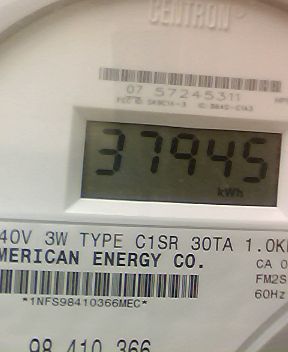 CENTRON®
07 57245311
37945
kWh
40V 3W TYPE C1SR 30TA 1.0K
MERICAN ENERGY CO.
CA 0
FM2S
60Hz
*1NFS98410366MEC*
98 410 366